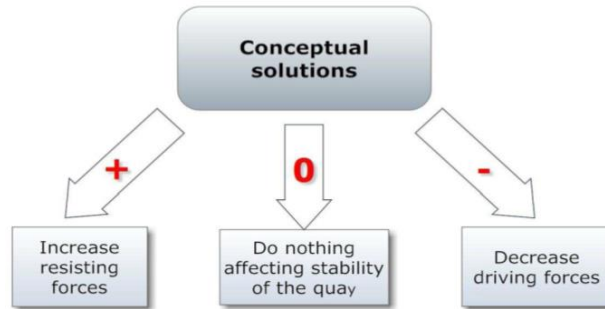 Conceptual
solutions
+
0
-
Increase
resisting
forces
Do nothing
affecting stability
of the quay
Decrease
driving forces